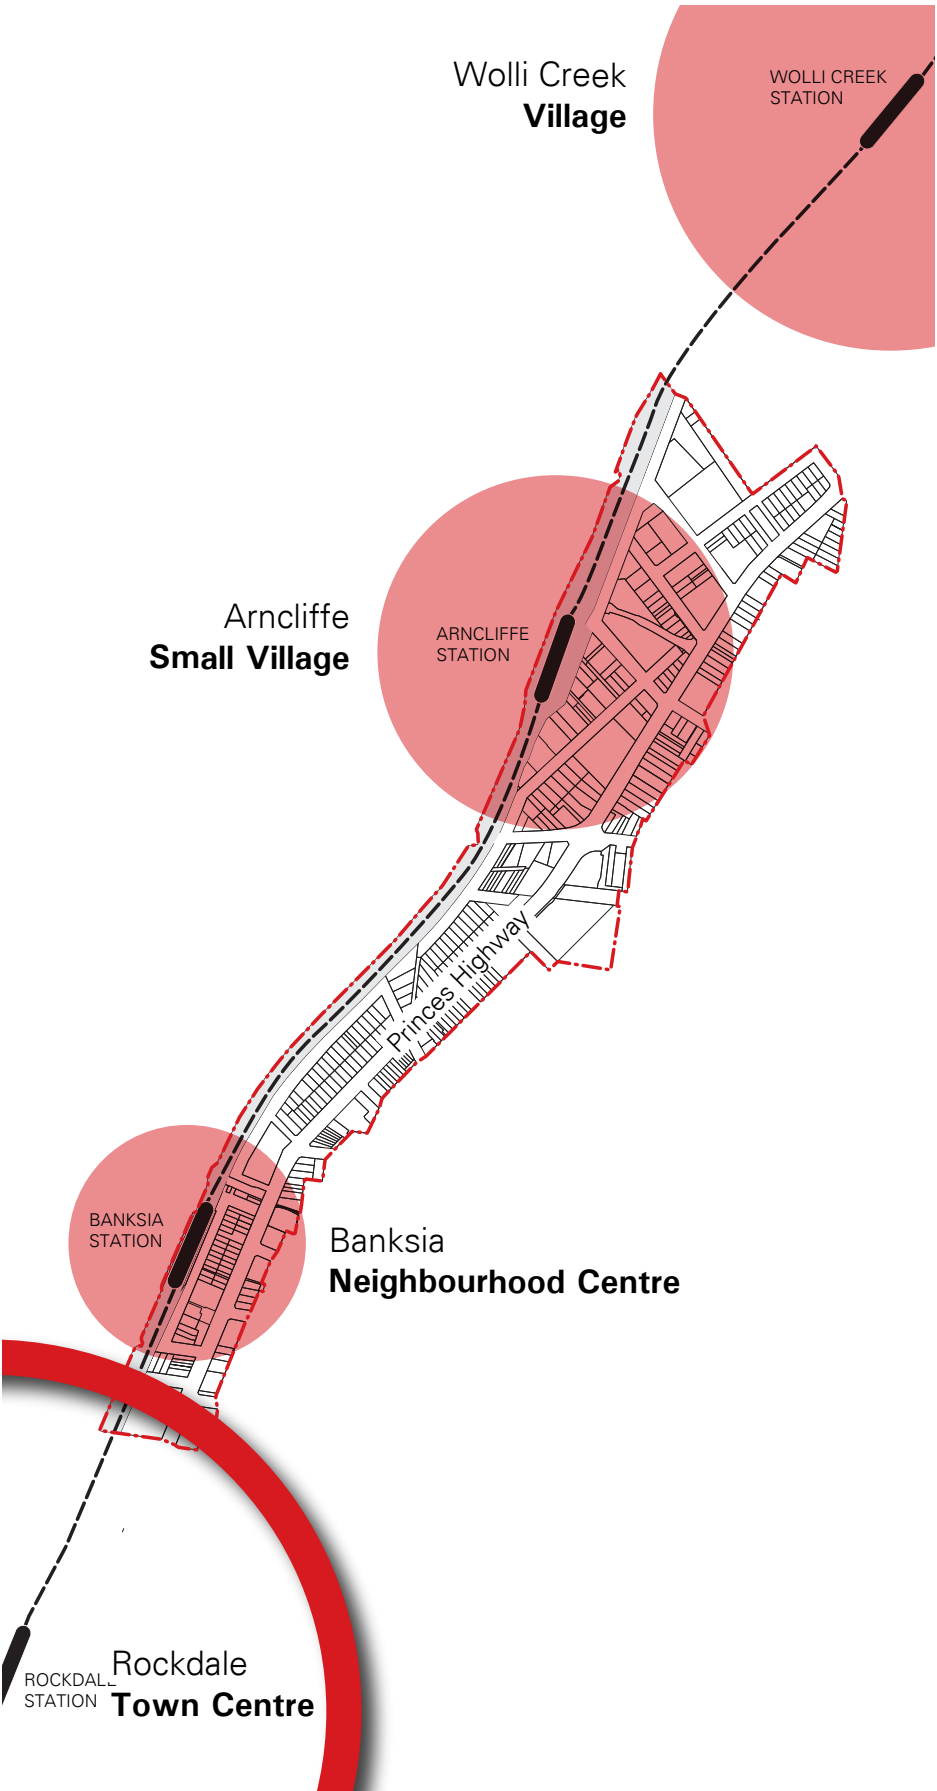 Wolli Creek
Village
WOLLI CREEK
STATION
Arncliffe
Small Village
ARNCLIFFE
STATION
Princes Highway
BANKSIA
STATION
Banksia
Neighbourhood Centre
ROCKDALE
STATION
Rockdale
Town Centre